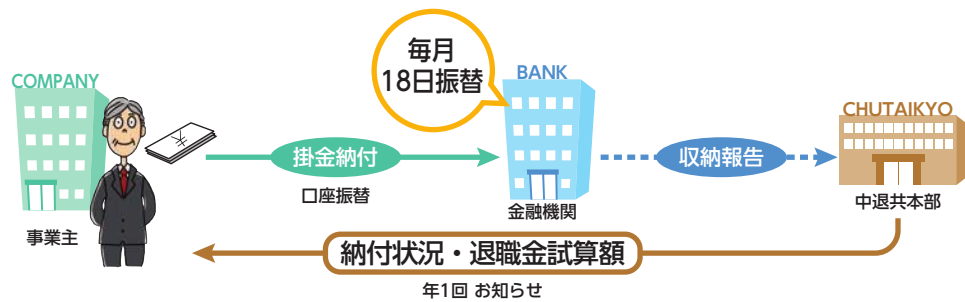 毎月
18日振替
COMPANY
BANK
CHUTAIKYO
¥
掛金納付
収納報告
口座振替
金融機関
中退共本部
事業主
納付状況・退職金試算額
年1回 お知らせ